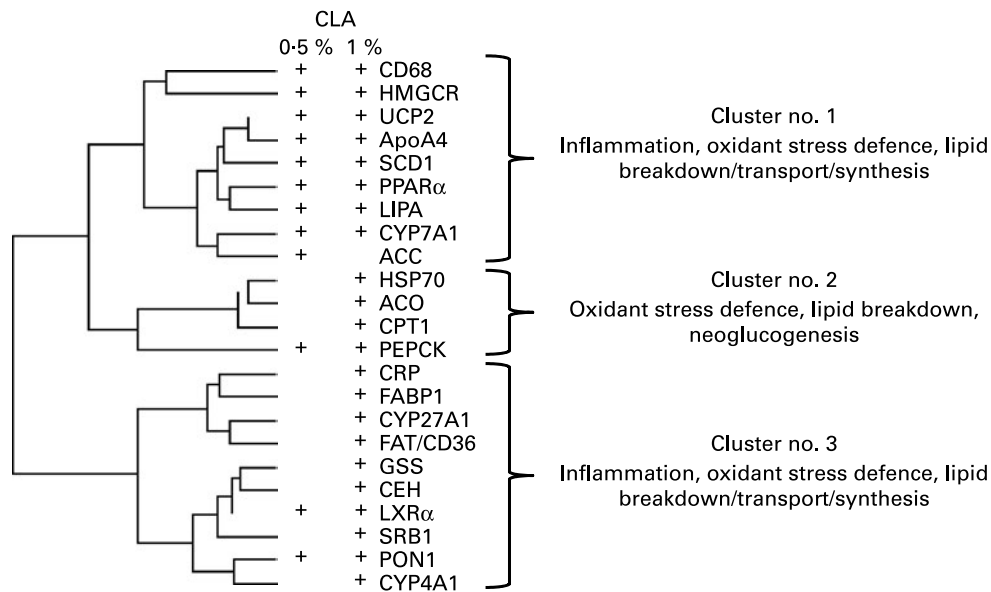 CLA
0·5 % 1 %
+ + CD68
+ + HMGCR
+ + UCP2
+ + ApoA4
+ + SCD1
+ + PPARα
+ + LIPA
+ + CYP7A1
+ ACC
Cluster no. 1
Inflammation, oxidant stress defence, lipid
breakdown/transport/synthesis
+ HSP70
+ ACO
+ CPT1
+ + PEPCK
Cluster no. 2
Oxidant stress defence, lipid breakdown,
neoglucogenesis
+ CRP
+ FABP1
+ CYP27A1
+ FAT/CD36
+ GSS
+ CEH
+ + LXRα
+ SRB1
+ + PON1
+ CYP4A1
Cluster no. 3
Inflammation, oxidant stress defence, lipid
breakdown/transport/synthesis